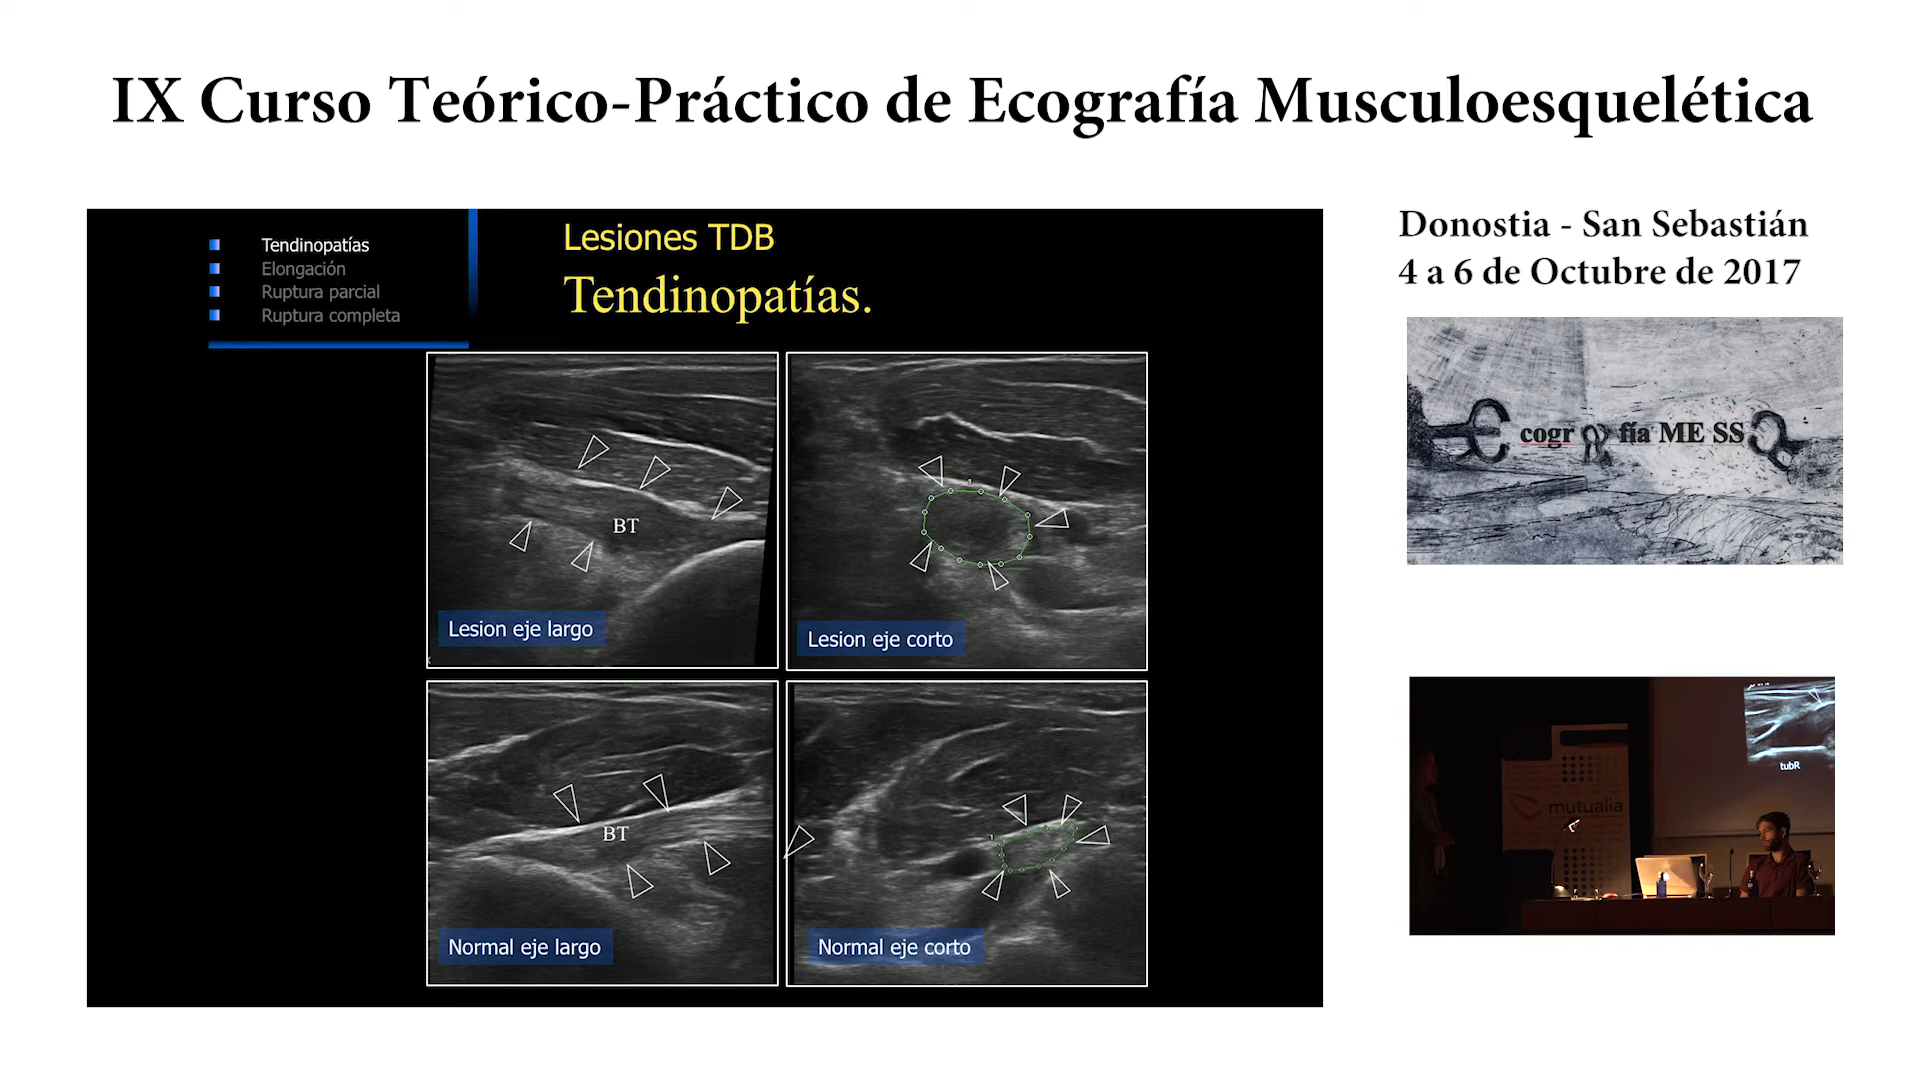 IX Curso Teórico-Práctico de Ecografía Musculoesquelética
Tendinopatías
Elongación
Ruptura parcial
Ruptura completa
Lesiones TDB
Tendinopatías.
BT
Lesion eje largo
1
Lesion eje corto
BT
Normal eje largo
1
Normal eje corto
Donostia - San Sebastián
4 a 6 de Octubre de 2017
cogr fía ME SS
tubR
mutualia